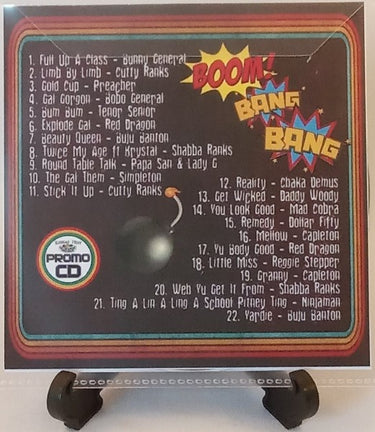 1. Full Up A Class - Bunny General
2. Limb By Limb - Cutty Ranks
3. Gold Cup - Preacher
4. Gal Gorgon - Bobo General
5. Bum Bum - Tenor Senior
6. Explode Gal - Red Dragon
7. Beauty Queen - Buju Banton
8. Twice My Age ft Krystal - Shabba Ranks
9. Round Table Talk - Papa San & Lady G
10. The Gal Them - Simpleton
11. Stick It Up - Cutty Ranks
BOOM!
BANG
BANG
12. Reality - Chaka Demus
13. Get Wicked - Daddy Woody
14. You Look Good - Mad Cobra
15. Remedy - Dollar Fifty
16. Mellow - Capleton
17. Yu Body Good - Red Dragon
18. Little Miss - Reggie Stepper
19. Granny - Capleton
20. Weh Yu Get It From - Shabba Ranks
21. Ting A Lin A Ling A School Pitney Ting - Ninjaman
22. Yardie - Buju Banton
PROMO
CD